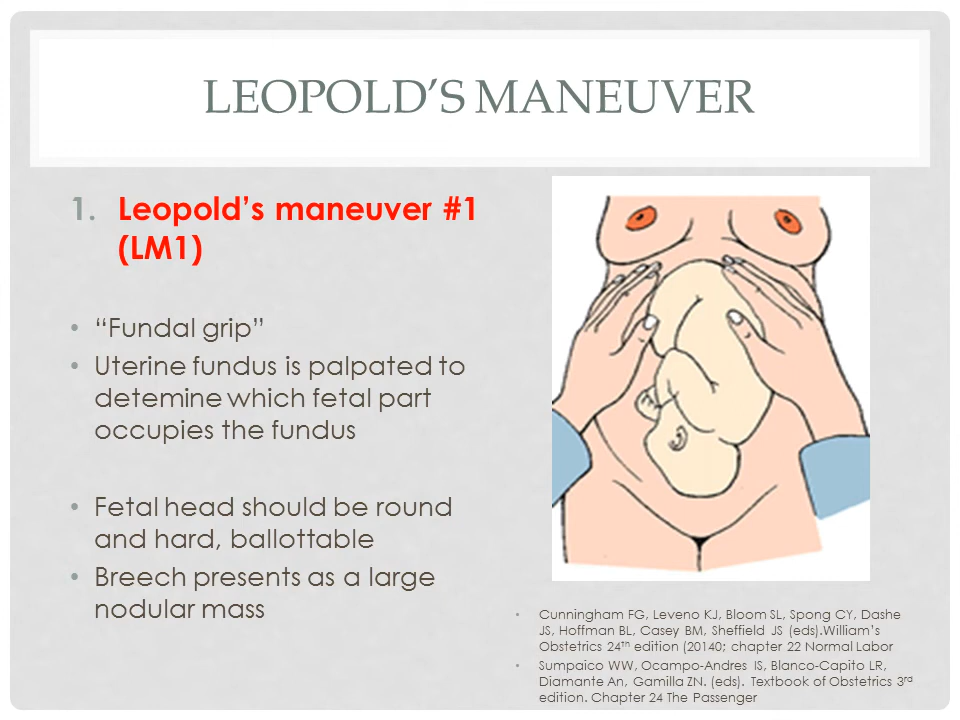 LEOPOLD’S MANEUVER
1. Leopold’s maneuver #1
(LM1)
• “Fundal grip”
• Uterine fundus is palpated to
detemine which fetal part
occupies the fundus
• Fetal head should be round
and hard, ballottable
• Breech presents as a large
nodular mass
• Cunningham FG, Leveno KJ, Bloom SL, Spong CY, Dashe
JS, Hoffman BL, Casey BM, Sheffield JS (eds).William’s
Obstetrics 24th edition (20140; chapter 22 Normal Labor
• Sumpaico WW, Ocampo-Andres IS, Blanco-Capito LR,
Diamante An, Gamilla ZN. (eds). Textbook of Obstetrics 3rd
edition. Chapter 24 The Passenger